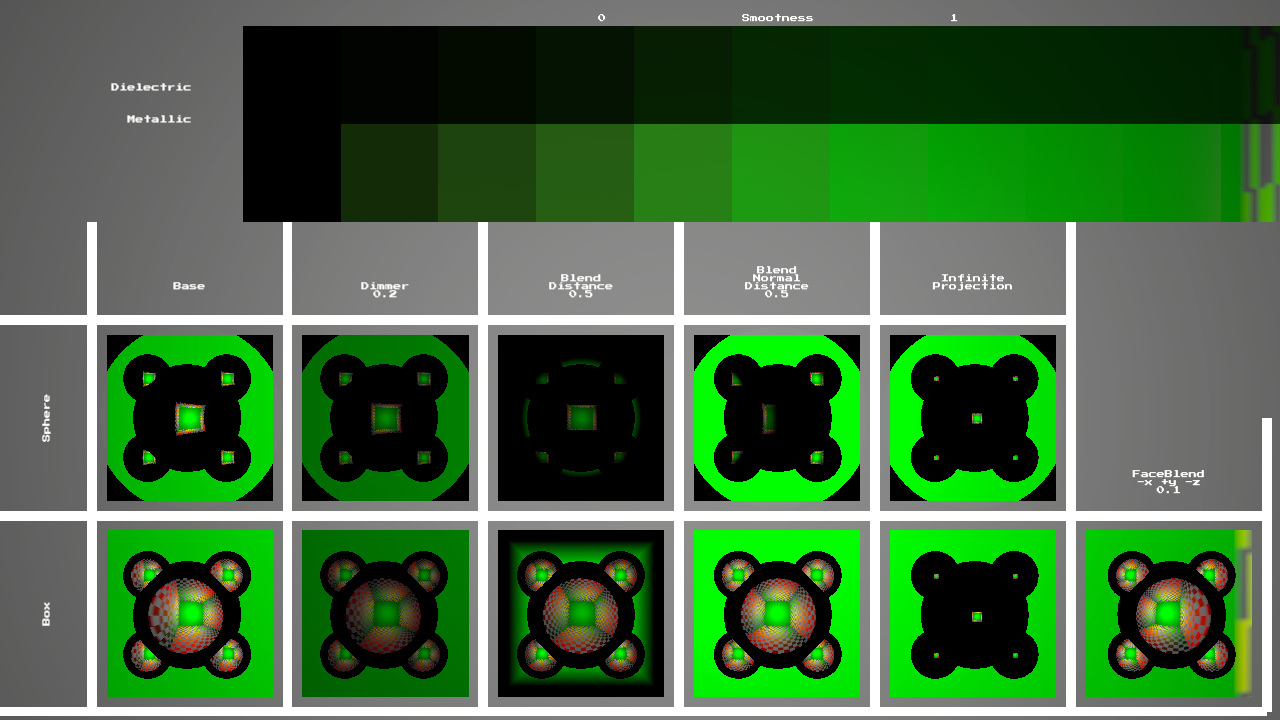 0 Smootness 1
Dielectric
Metallic
Base
Dimmer
0.2
Blend
Distance
0.5
Blend
Normal
Distance
0.5
Infinite
Projection
Sphere
FaceBlend
-x +y -z
0.1
Box